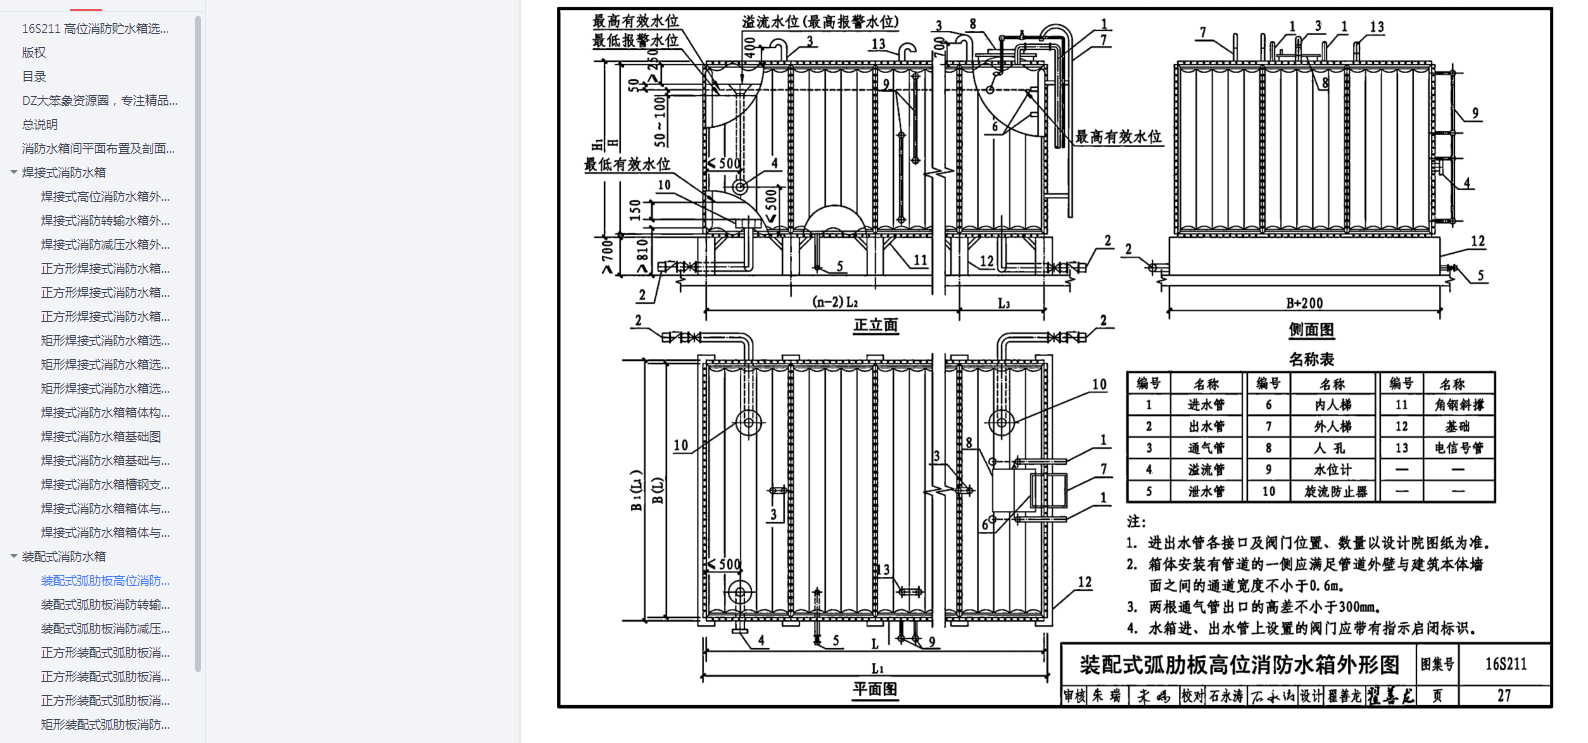 16S211 高位消防贮水箱选...
版权
目录
DZ大笨象资源圈，专注精品...
总说明
消防水箱间平面布置及剖面...
焊接式消防水箱
焊接式高位消防水箱外...
焊接式消防转输水箱外...
焊接式消防减压水箱外...
正方形焊接式消防水箱...
正方形焊接式消防水箱...
正方形焊接式消防水箱...
矩形焊接式消防水箱选...
矩形焊接式消防水箱选...
矩形焊接式消防水箱选...
焊接式消防水箱箱体构...
焊接式消防水箱基础图
焊接式消防水箱基础与...
焊接式消防水箱槽钢支...
焊接式消防水箱箱体与...
焊接式消防水箱箱体与...
装配式消防水箱
装配式弧肋板高位消防...
装配式弧肋板消防转输...
装配式弧肋板消防减压...
正方形装配式弧肋板消...
正方形装配式弧肋板消...
正方形装配式弧肋板消...
矩形装配式弧肋板消防...
最高有效水位
溢流水位(最高报警水位)
最低报警水位
3
8
1
7
13
400
700
≥250
50
50~100
H1
H
9
6
最高有效水位
最低有效水位
≤500
4
10
150
≤500
≥700
≥810
2
5
11
12
2
(n-2)L2
L3
正立面
7
1
3
1
13
8
9
4
2
12
5
B+200
侧面图
2
2
10
10
8
1
3
7
3
1
6
B1(L1)
B(L)
≤500
13
12
4
5
9
L
L1
平面图
名称表
编号 名称 编号 名称 编号 名称
1 进水管 6 内人梯 11 角钢斜撑
2 出水管 7 外人梯 12 基础
3 通气管 8 人孔 13 电信号管
4 溢流管 9 水位计 — —
5 泄水管 10 旋流防止器 — —
注：
1. 进出水管各接口及阀门位置、数量以设计院图纸为准。
2. 箱体安装有管道的一侧应满足管道外壁与建筑本体墙
面之间的通道宽度不小于0.6m。
3. 两根通气管出口的高差不小于300mm。
4. 水箱进、出水管上设置的阀门应带有指示启闭标识。
装配式弧肋板高位消防水箱外形图 图集号 16S211
审核 朱瑞 校对 石永涛 设计 翟善龙 翟善龙 页 27